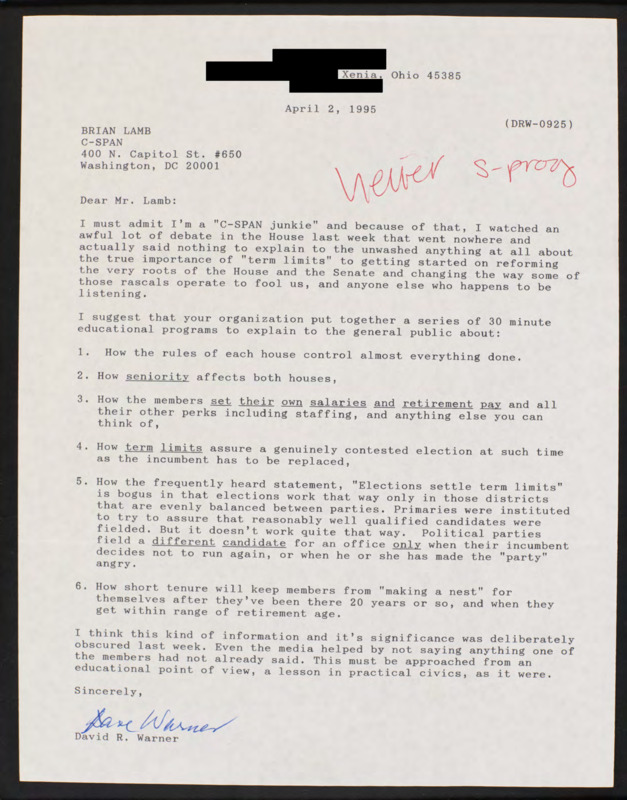 Xenia, Ohio 45385
April 2, 1995
(DRW-0925)
BRIAN LAMB
C-SPAN
400 N. Capitol St. #650
Washington, DC 20001
s-prog
Dear Mr. Lamb:
I must admit I'm a "C-SPAN junkie" and because of that, I watched an
awful lot of debate in the House last week that went nowhere and
actually said nothing to explain to the unwashed anything at all about
the true importance of "term limits" to getting started on reforming
the very roots of the House and the Senate and changing the way some of
those rascals operate to fool us, and anyone else who happens to be
listening.
I suggest that your organization put together a series of 30 minute
educational programs to explain to the general public about:
1. How the rules of each house control almost everything done.
2. How seniority affects both houses,
3. How the members set their own salaries and retirement pay and all
their other perks including staffing, and anything else you can
think of,
4. How term limits assure a genuinely contested election at such time
as the incumbent has to be replaced,
5. How the frequently heard statement, "Elections settle term limits"
is bogus in that elections work that way only in those districts
that are evenly balanced between parties. Primaries were instituted
to try to assure that reasonably well qualified candidates were
fielded. But it doesn't work quite that way. Political parties
field a different candidate for an office only when their incumbent
decides not to run again, or when he or she has made the "party"
angry.
6. How short tenure will keep members from "making a nest" for
themselves after they've been there 20 years or so, and when they
get within range of retirement age.
I think this kind of information and it's significance was deliberately
obscured last week. Even the media helped by not saying anything one of
the members had not already said. This must be approached from an
educational point of view, a lesson in practical civics, as it were.
Sincerely,
Dave Warner
David R. Warner